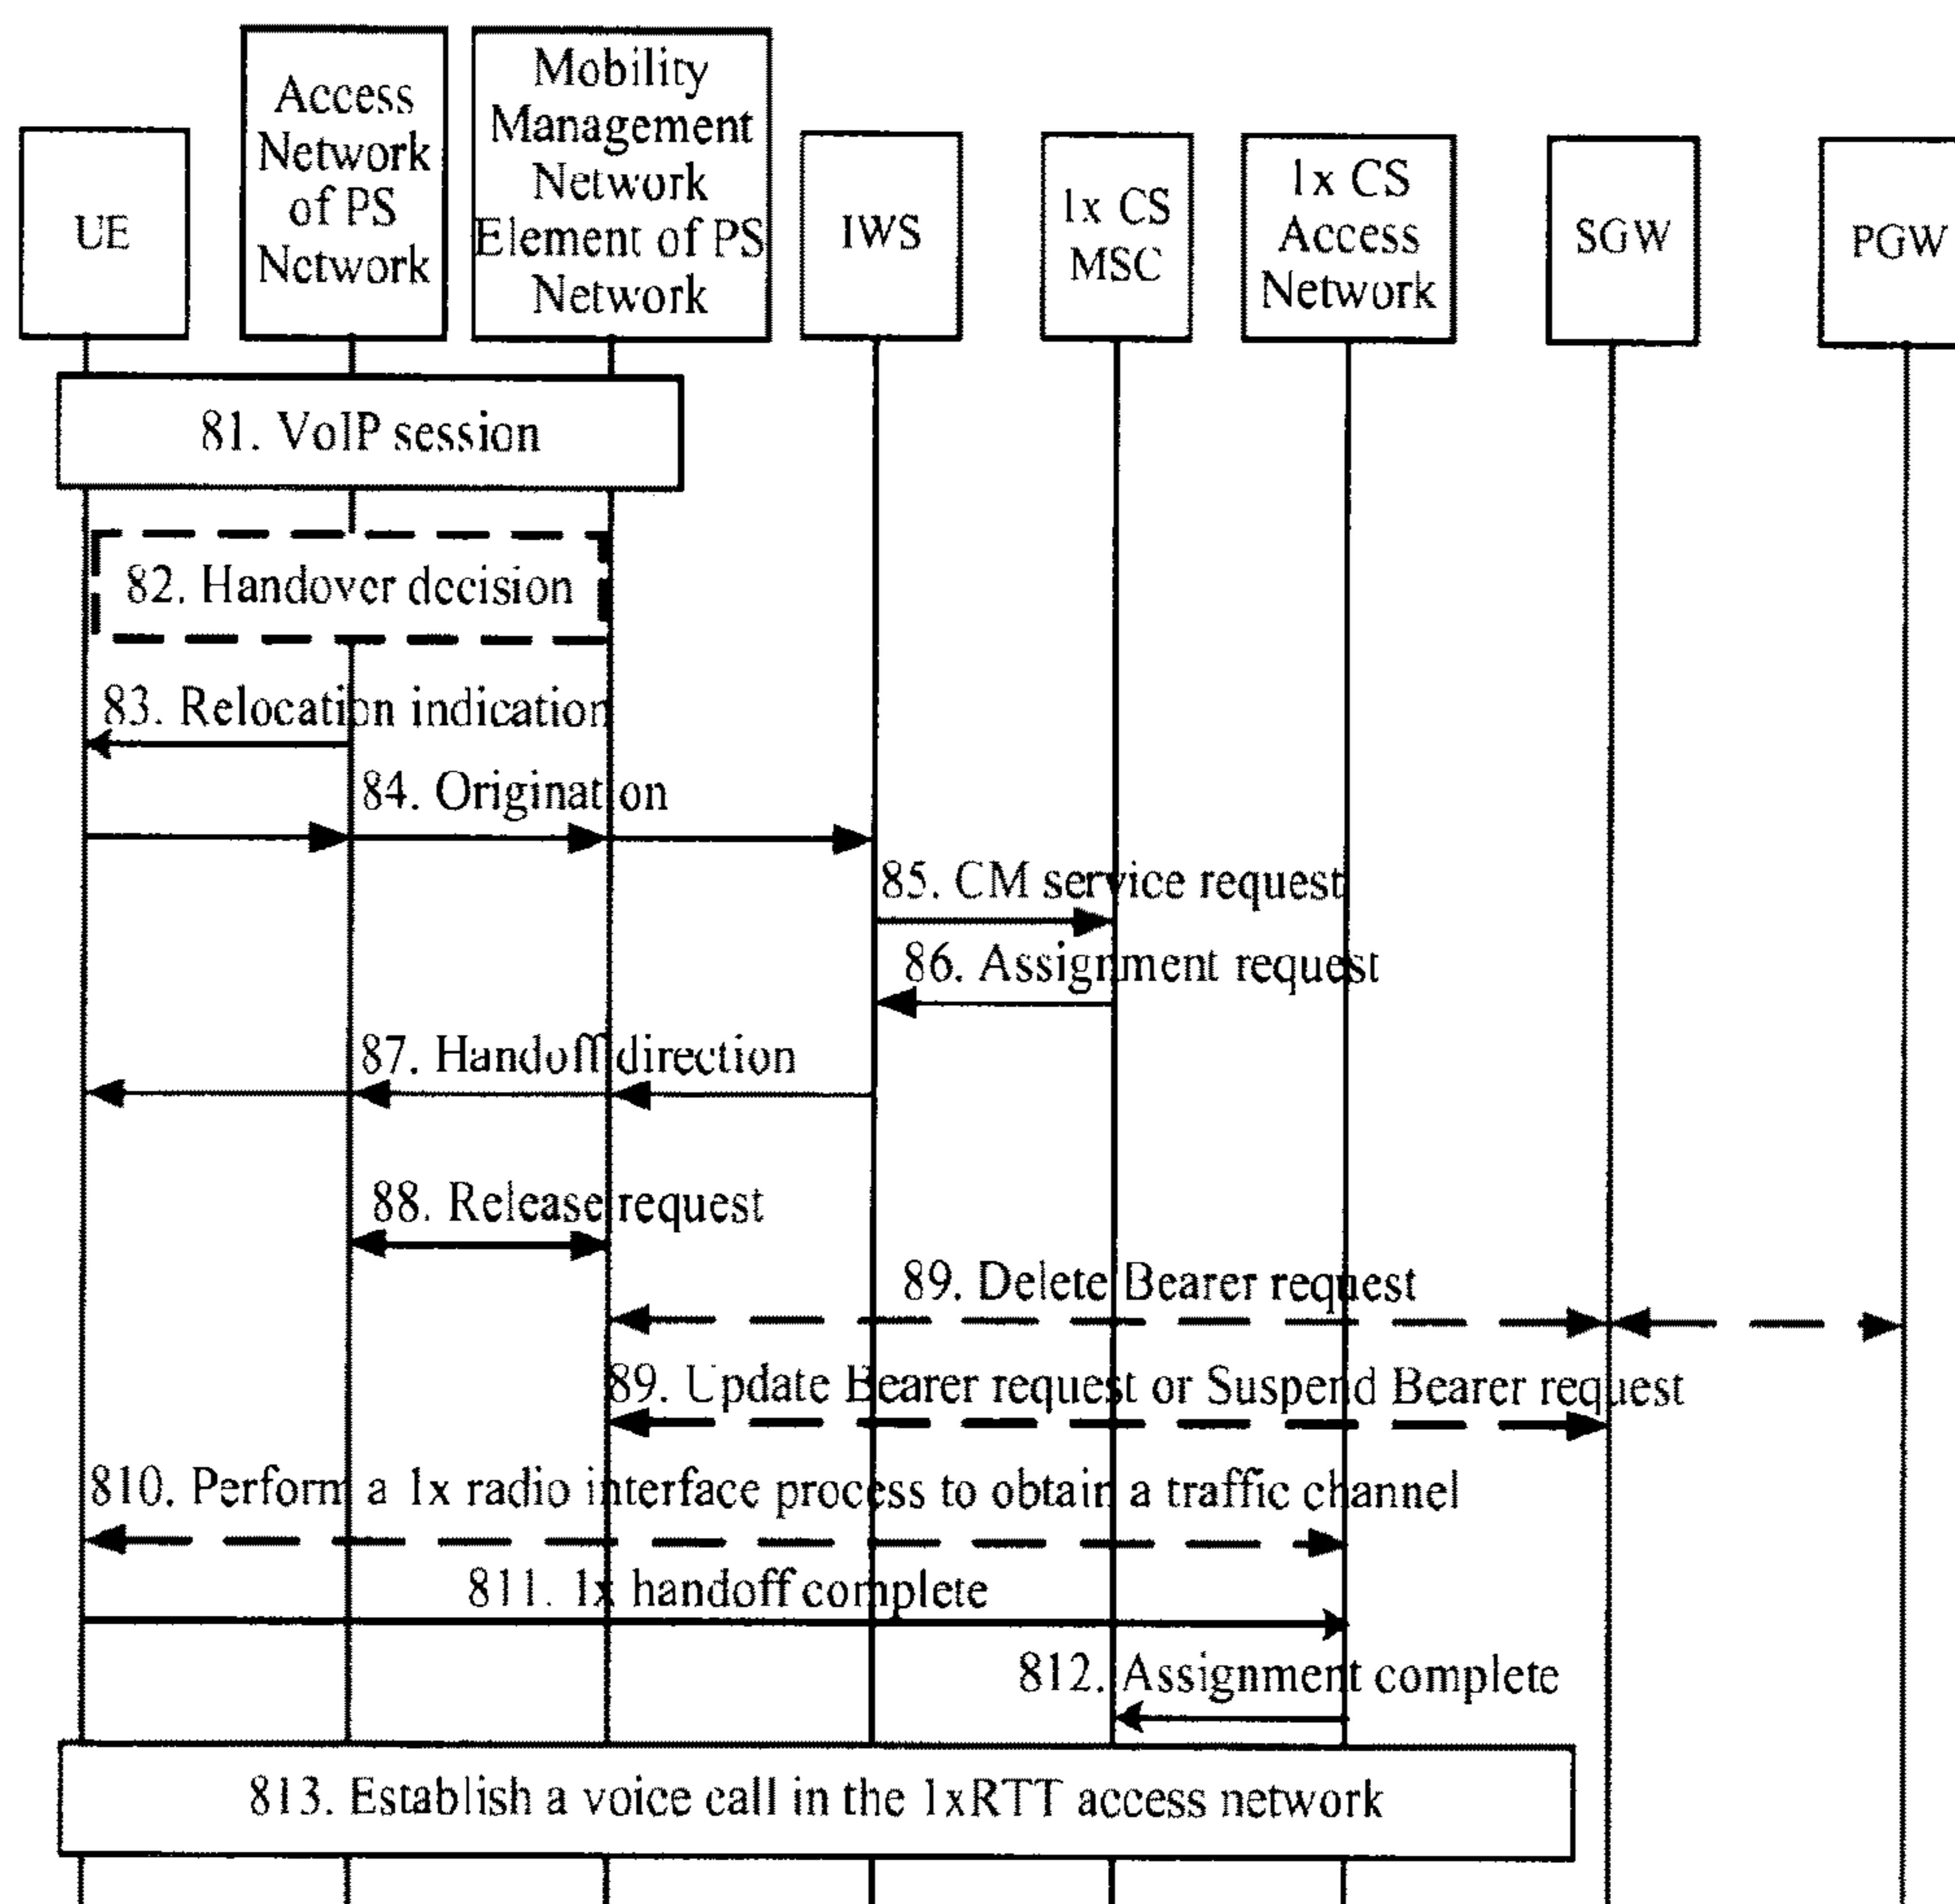 UE
Access
Network
of PS
Network
Mobility
Management
Network
Element of PS
Network
IWS
1x CS
MSC
1x CS
Access
Network
SGW
PGW
81. VoIP session
82. Handover decision
83. Relocation indication
84. Origination
85. CM service request
86. Assignment request
87. Handoff direction
88. Release request
89. Delete Bearer request
89. Update Bearer request or Suspend Bearer request
810. Perform a 1x radio interface process to obtain a traffic channel
811. 1x handoff complete
812. Assignment complete
813. Establish a voice call in the 1xRTT access network